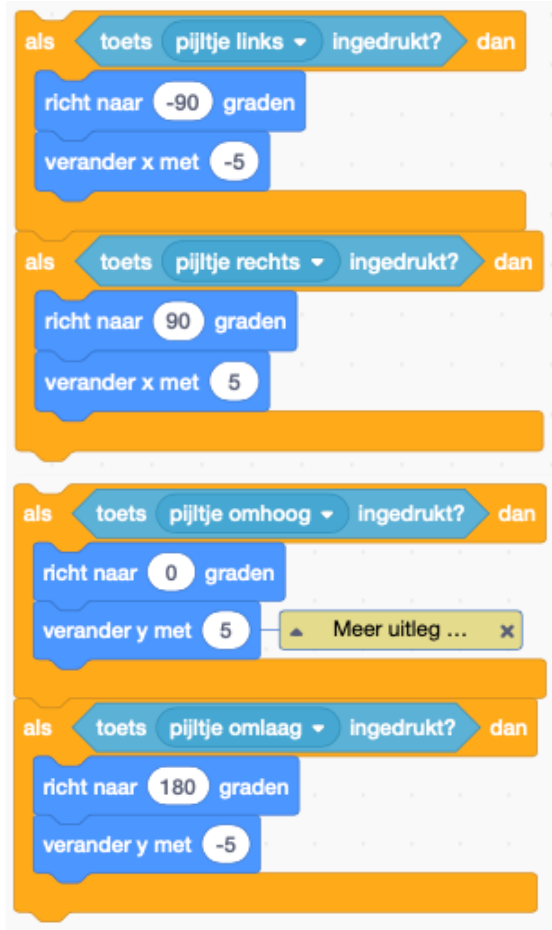 als toets pijltje links ingedrukt? dan
richt naar -90 graden
verander x met -5
als toets pijltje rechts ingedrukt? dan
richt naar 90 graden
verander x met 5
als toets pijltje omhoog ingedrukt? dan
richt naar 0 graden
verander y met 5 Meer uitleg ...
als toets pijltje omlaag ingedrukt? dan
richt naar 180 graden
verander y met -5